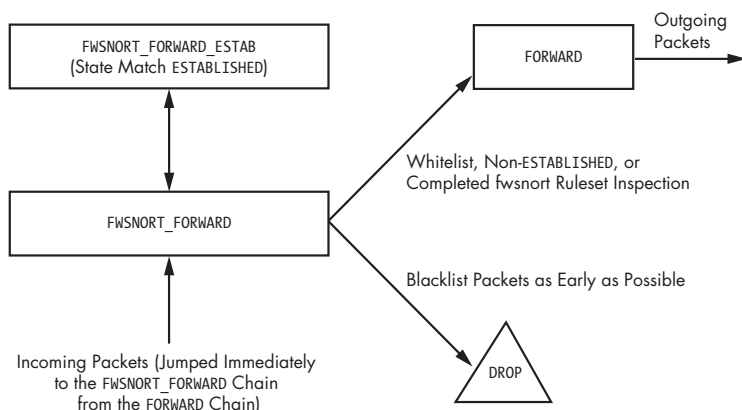 FWSNORT_FORWARD_ESTAB
(State Match ESTABLISHED)
FORWARD
Outgoing
Packets
Whitelist, Non-ESTABLISHED, or
Completed fwsnort Ruleset Inspection
FWSNORT_FORWARD
Blacklist Packets as Early as Possible
DROP
Incoming Packets (Jumped Immediately
to the FWSNORT_FORWARD Chain
from the FORWARD Chain)